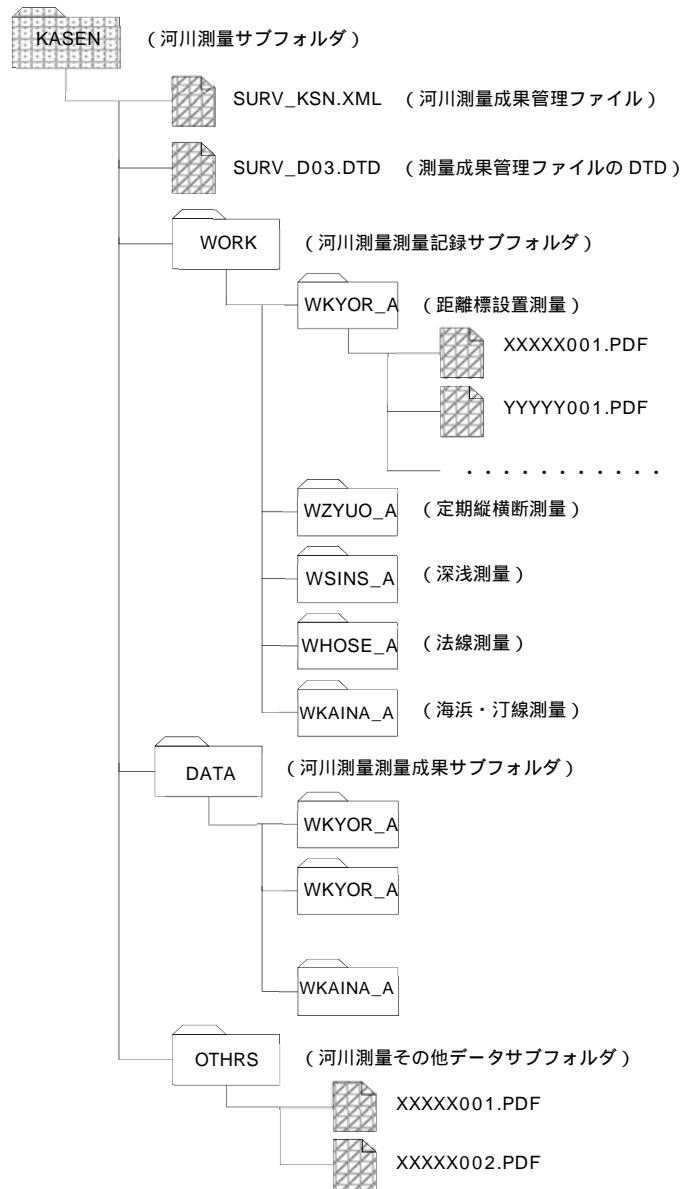 KASEN （河川測量サブフォルダ）
SURV_KSN.XML （河川測量成果管理ファイル）
SURV_D03.DTD （測量成果管理ファイルの DTD）
WORK （河川測量測量記録サブフォルダ）
WKYOR_A （距離標設置測量）
XXXXX001.PDF
YYYYY001.PDF
・・・・・・・・・・・
WZYUO_A （定期縦横断測量）
WSINS_A （深浅測量）
WHOSE_A （法線測量）
WKAINA_A （海浜・汀線測量）
DATA （河川測量測量成果サブフォルダ）
WKYOR_A
WKYOR_A
WKAINA_A
OTHRS （河川測量その他データサブフォルダ）
XXXXX001.PDF
XXXXX002.PDF